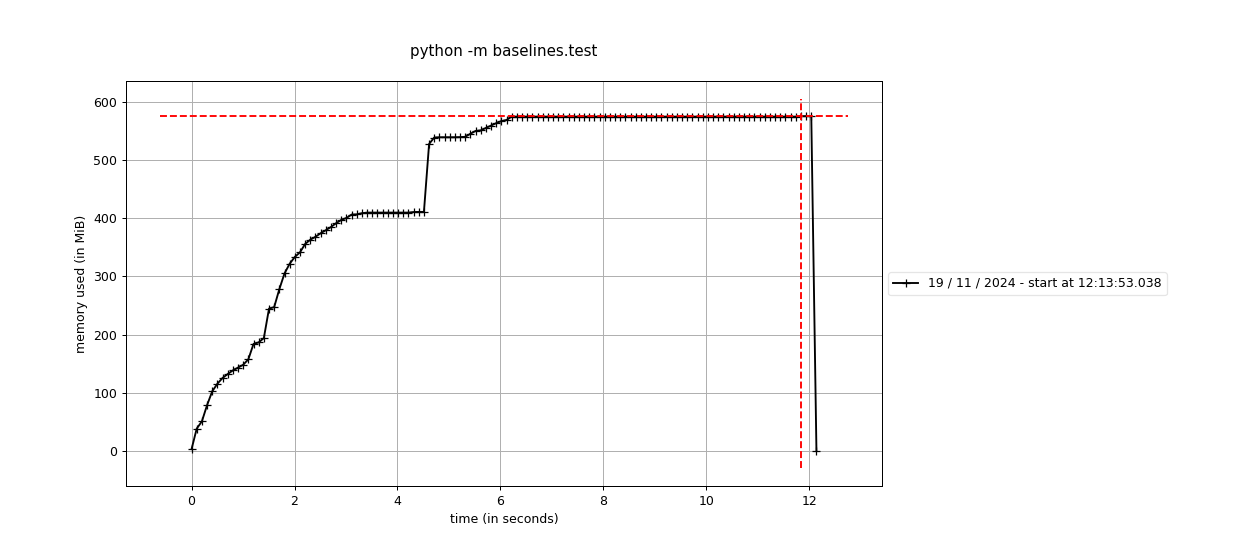 python -m baselines.test
600
500
400
300
200
100
0
memory used (in MiB)
0 2 4 6 8 10 12
time (in seconds)
19 / 11 / 2024 - start at 12:13:53.038